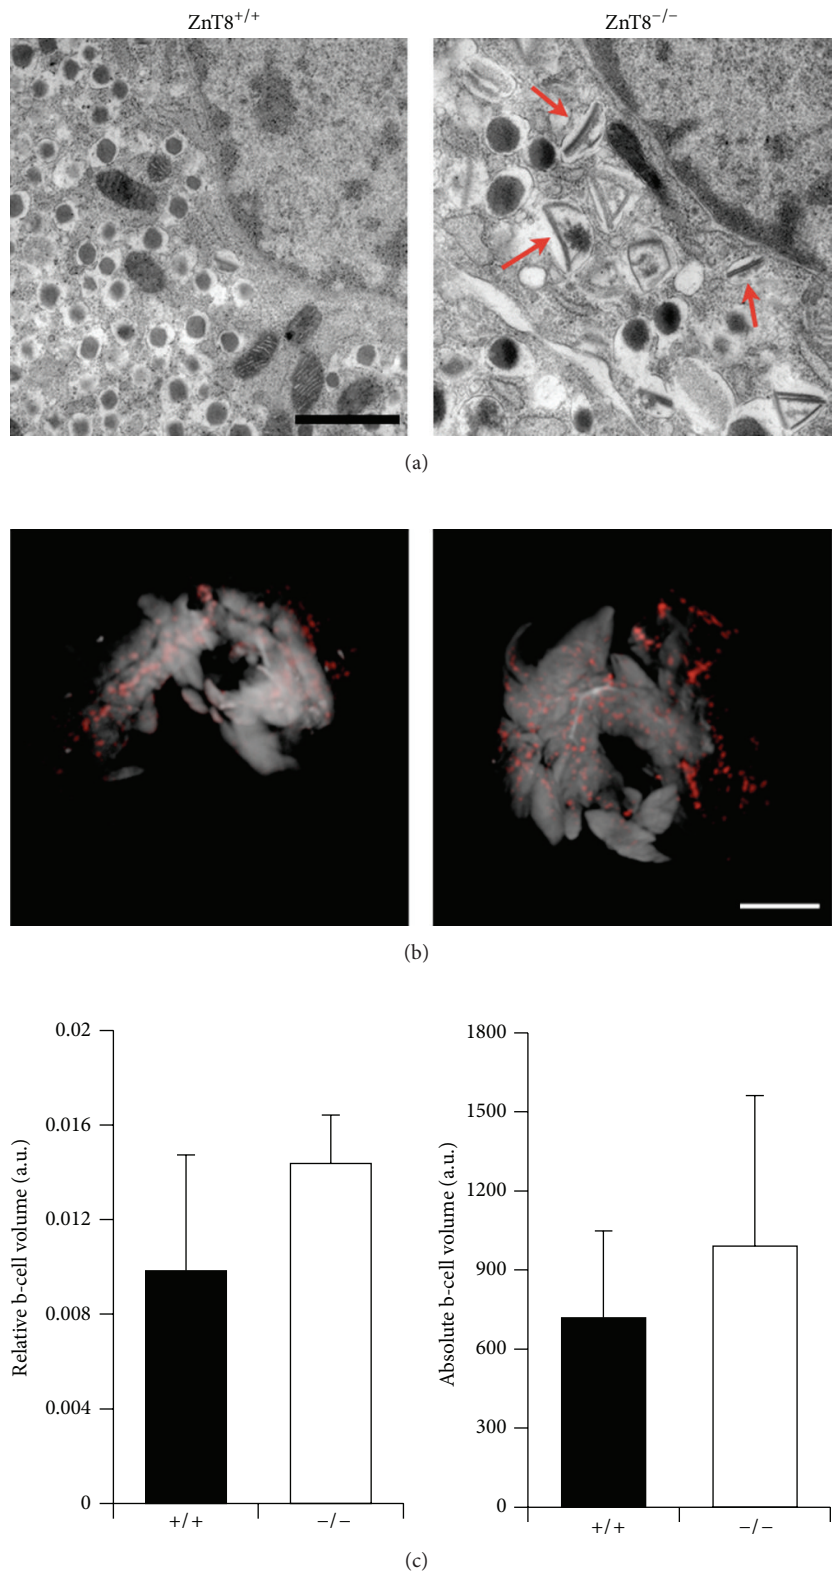 ZnT8+/+
ZnT8−/−
(a)
(b)
0.02
0.016
0.012
0.008
0.004
0
Relative b-cell volume (a.u.)
+/+
−/−
1800
1500
1200
900
600
300
0
Absolute b-cell volume (a.u.)
+/+
−/−
(c)